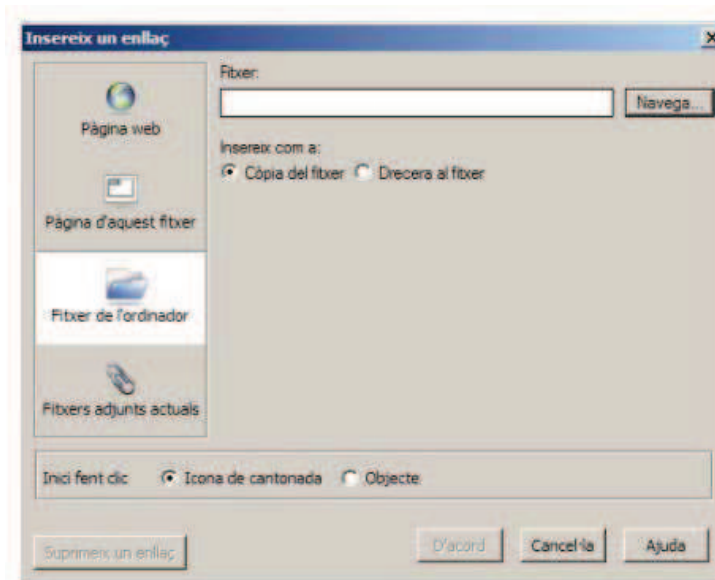 Insereix un enllaç
Fitxer:
Navega...
Pàgina web
Insereix com a:
Còpia del fitxer Drecera al fitxer
Pàgina d'aquest fitxer
Fitxer de l'ordinador
Fitxers adjunts actuals
Inici fent clic Icona de cantonada Objecte
Suprimeix un enllaç D'acord Cancel·la Ajuda